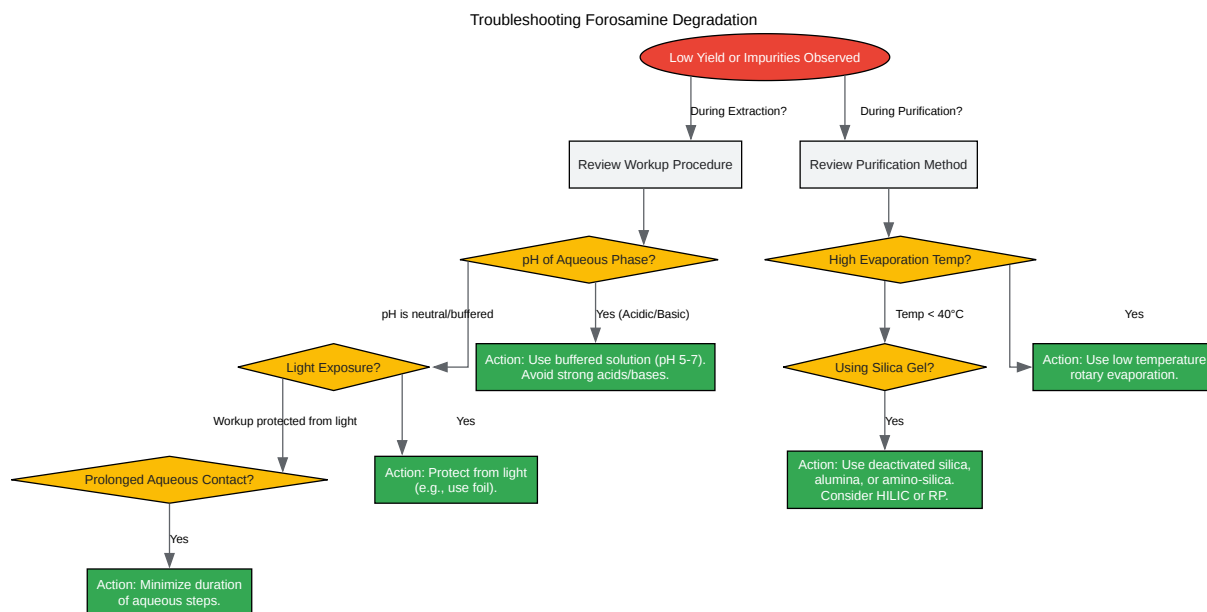 Troubleshooting Forosamine Degradation
Low Yield or Impurities Observed
During Extraction?
During Purification?
Review Workup Procedure
Review Purification Method
pH of Aqueous Phase?
High Evaporation Temp?
pH is neutral/buffered
Yes (Acidic/Basic)
Temp < 40°C
Yes
Light Exposure?
Action: Use buffered solution (pH 5-7).
Avoid strong acids/bases.
Using Silica Gel?
Action: Use low temperature
rotary evaporation.
Workup protected from light
Yes
Yes
Prolonged Aqueous Contact?
Action: Protect from light
(e.g., use foil).
Action: Use deactivated silica,
alumina, or amino-silica.
Consider HILIC or RP.
Yes
Action: Minimize duration
of aqueous steps.